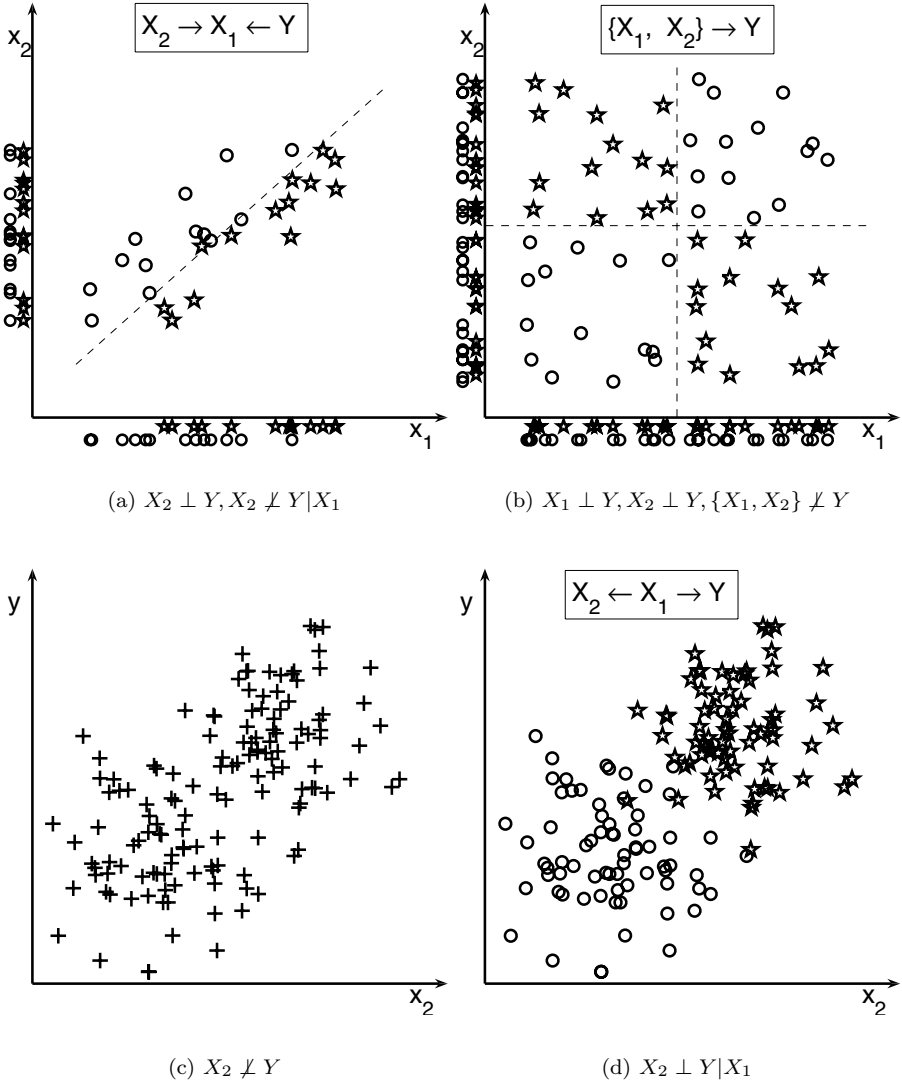 X₂ → X₁ ← Y
x₂
x₁
(a) X₂ ⊥ Y, X₂ ⊥̸ Y|X₁
{X₁, X₂} → Y
x₂
x₁
(b) X₁ ⊥ Y, X₂ ⊥ Y, {X₁, X₂} ⊥̸ Y
y
x₂
(c) X₂ ⊥̸ Y
X₂ ← X₁ → Y
y
x₂
(d) X₂ ⊥ Y|X₁